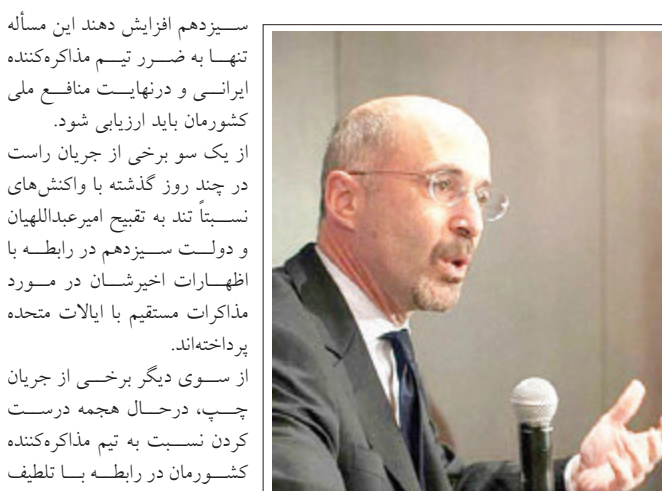 سیزدهم افزایش دهند این مسأله
تنها به ضرر تیم مذاکره‌کننده
ایرانی و درنهایت منافع ملی
کشورمان باید ارزیابی شود.
از یک سو برخی از جریان راست
در چند روز گذشته با واکنش‌های
نسبتاً تند به تقبیح امیرعبداللهیان
و دولت سیزدهم در رابطه با
اظهارات اخیرشان در مورد
مذاکرات مستقیم با ایالات متحده
پرداخته‌اند.
از سوی دیگر برخی از جریان
چپ، درحال هجمه درست
کردن نسبت به تیم مذاکره‌کننده
کشورمان در رابطه با تلطیف